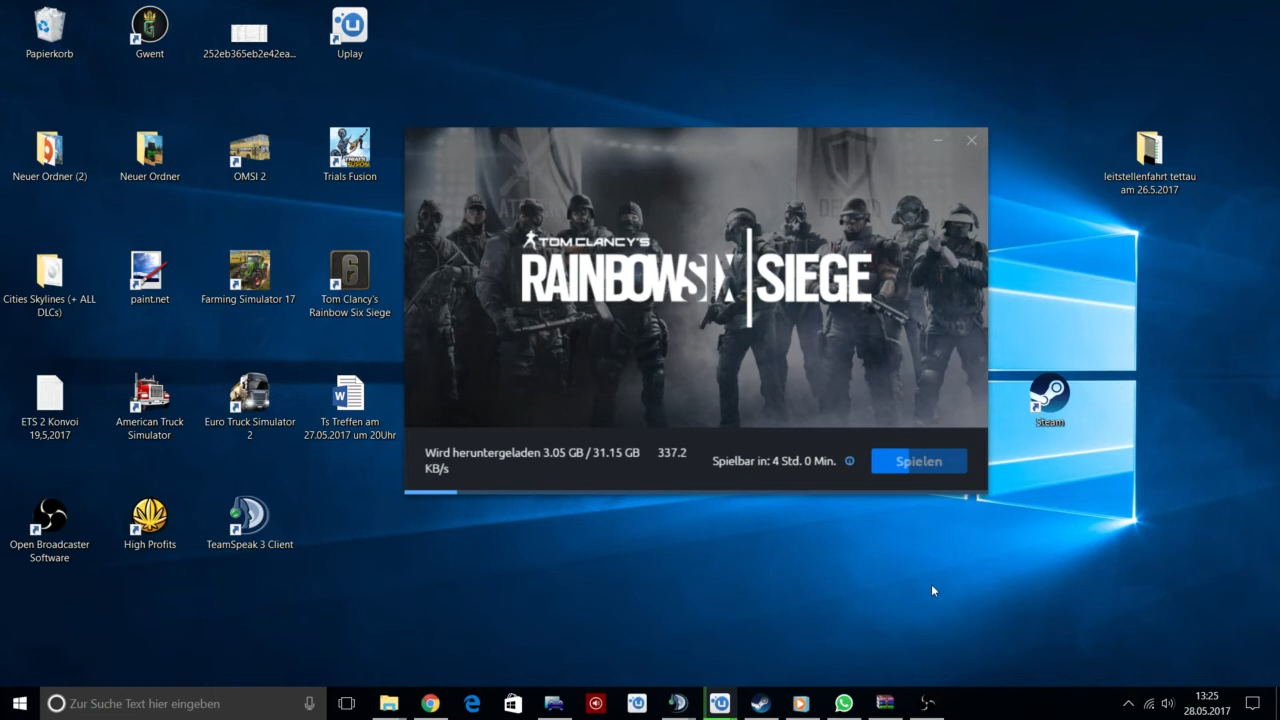 Papierkorb
Gwent
252eb365eb2e42ea...
Uplay
Neuer Ordner (2)
Neuer Ordner
OMSI 2
Trials Fusion
TRIALS
FUSION
leitstellenfahrt tettau
am 26.5.2017
TOM CLANCY'S
RAINBOWSIX|SIEGE
Cities Skylines (+ ALL
DLCs)
paint.net
Farming Simulator 17
6
Tom Clancy's
Rainbow Six Siege
ETS 2 Konvoi
19,5,2017
American Truck
Simulator
Euro Truck Simulator
2
Ts Treffen am
27.05.2017 um 20Uhr
Steam
Wird heruntergeladen 3.05 GB / 31.15 GB 337.2
KB/s
Spielbar in: 4 Std. 0 Min.
Spielen
Open Broadcaster
Software
High Profits
TeamSpeak 3 Client
Zur Suche Text hier eingeben
13:25
28.05.2017